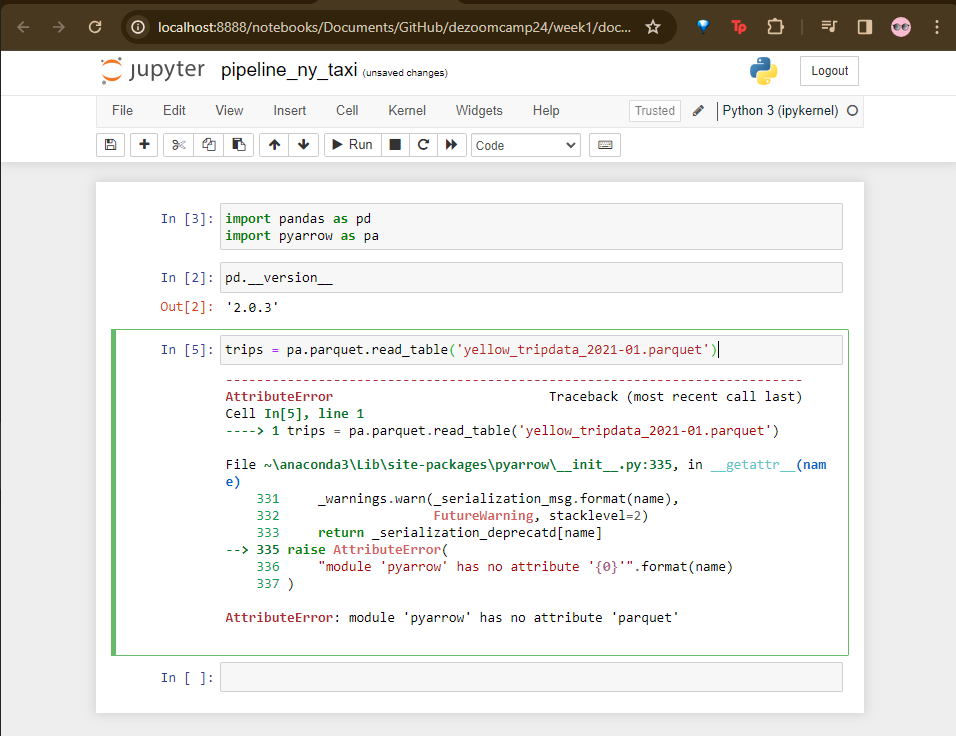 localhost:8888/notebooks/Documents/GitHub/dezoomcamp24/week1/doc...
Tp
jupyter pipeline_ny_taxi (unsaved changes)
Logout
File Edit View Insert Cell Kernel Widgets Help
Trusted
Python 3 (ipykernel)
Run
Code
In [3]: import pandas as pd
import pyarrow as pa
In [2]: pd.__version__
Out[2]: '2.0.3'
In [5]: trips = pa.parquet.read_table('yellow_tripdata_2021-01.parquet')
---------------------------------------------------------------------------
AttributeError                            Traceback (most recent call last)
Cell In[5], line 1
----> 1 trips = pa.parquet.read_table('yellow_tripdata_2021-01.parquet')
File ~\anaconda3\Lib\site-packages\pyarrow\__init__.py:335, in __getattr__(nam
e)
331     _warnings.warn(_serialization_msg.format(name),
332                    FutureWarning, stacklevel=2)
333     return _serialization_deprecatd[name]
--> 335 raise AttributeError(
336     "module 'pyarrow' has no attribute '{0}'".format(name)
337 )
AttributeError: module 'pyarrow' has no attribute 'parquet'
In [ ]: